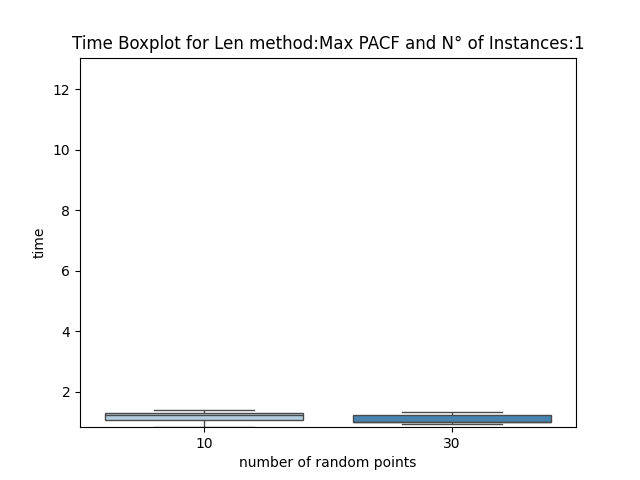 Time Boxplot for Len method:Max PACF and N° of Instances:1
12
10
8
6
4
2
time
10
30
number of random points